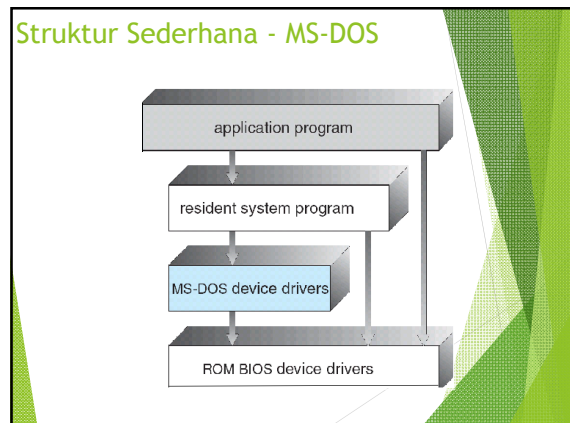 Struktur Sederhana - MS-DOS
application program
resident system program
MS-DOS device drivers
ROM BIOS device drivers